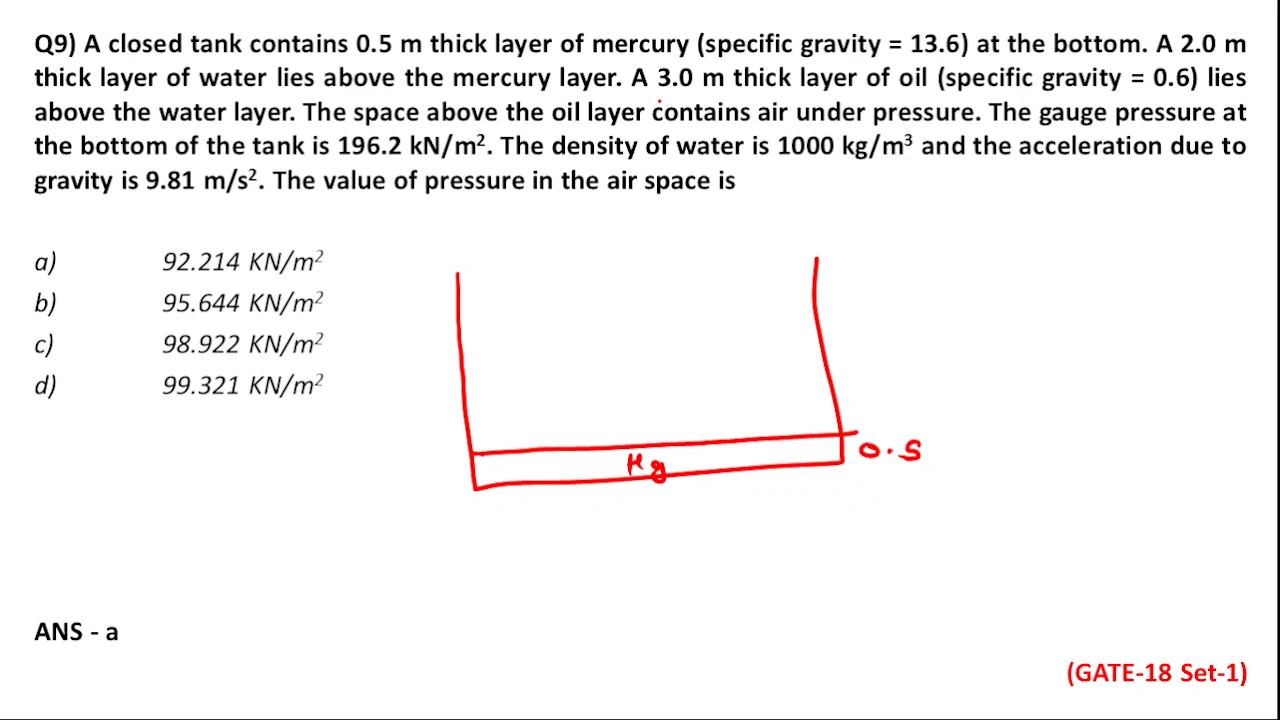 Q9) A closed tank contains 0.5 m thick layer of mercury (specific gravity = 13.6) at the bottom. A 2.0 m
thick layer of water lies above the mercury layer. A 3.0 m thick layer of oil (specific gravity = 0.6) lies
above the water layer. The space above the oil layer contains air under pressure. The gauge pressure at
the bottom of the tank is 196.2 kN/m². The density of water is 1000 kg/m³ and the acceleration due to
gravity is 9.81 m/s². The value of pressure in the air space is
a) 92.214 KN/m²
b) 95.644 KN/m²
c) 98.922 KN/m²
d) 99.321 KN/m²
Hg
0.5
ANS - a
(GATE-18 Set-1)